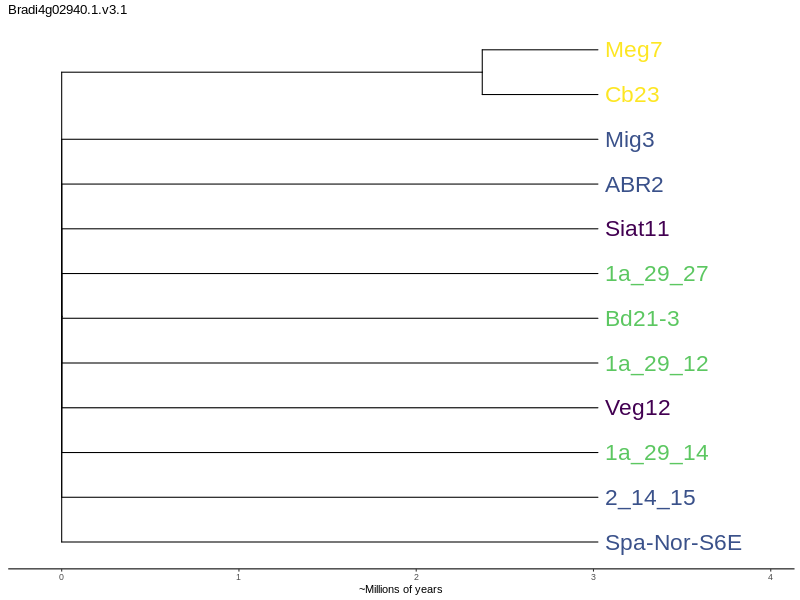 Bradi4g02940.1.v3.1
Meg7
Cb23
Mig3
ABR2
Siat11
1a_29_27
Bd21-3
1a_29_12
Veg12
1a_29_14
2_14_15
Spa-Nor-S6E
0 1 2 3 4
~Millions of years